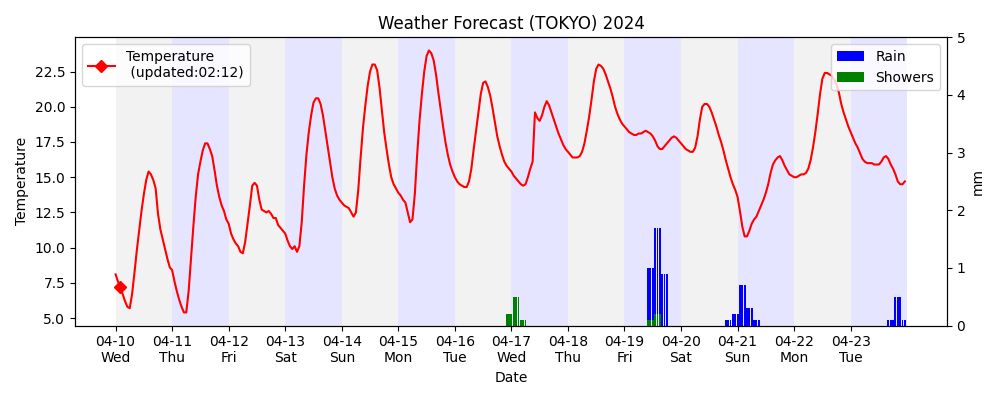 Weather Forecast (TOKYO) 2024
Temperature
(updated:02:12)
Rain
Showers
Temperature
22.5
20.0
17.5
15.0
12.5
10.0
7.5
5.0
5
4
3
2
1
0
mm
04-10 04-11 04-12 04-13 04-14 04-15 04-16 04-17 04-18 04-19 04-20 04-21 04-22 04-23
Wed Thu Fri Sat Sun Mon Tue Wed Thu Fri Sat Sun Mon Tue
Date